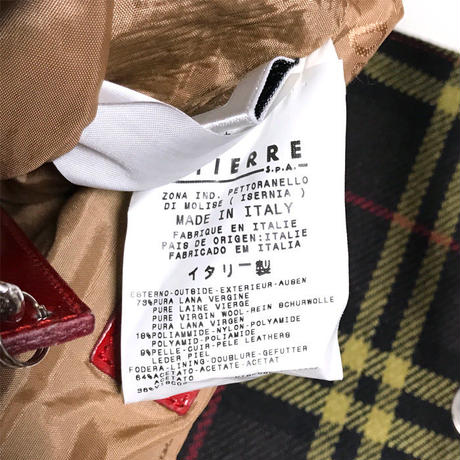 ITTIERRE
S.p.A.
ZONA IND. PETTORANELLO
DI MOLISE ( ISERNIA )
MADE IN ITALY
FABRIQUE EN ITALIE
PAIS DE ORIGEN:ITALIE
FABRICADO EM ITALIA
イタリー製
ESTERNO-OUTSIDE-EXTERIEUR-AUßEN
73%PURA LANA VERGINE
PURE LAINE VIERGE
PURE VIRGIN WOOL-REIN SCHURWOLLE
PURA LANA VIRGEN
18%POLIAMMIDE-NYLON-POLYAMIDE
POLYAMID-POLIAMIDE
9%PELLE-CUIR-PELE LEATHERS
LEDER PIEL
FODERA-LINING-DOUBLURE-GEFUTTER
64%ACETATO-ACETATE-ACETAT
ACETATO
36%